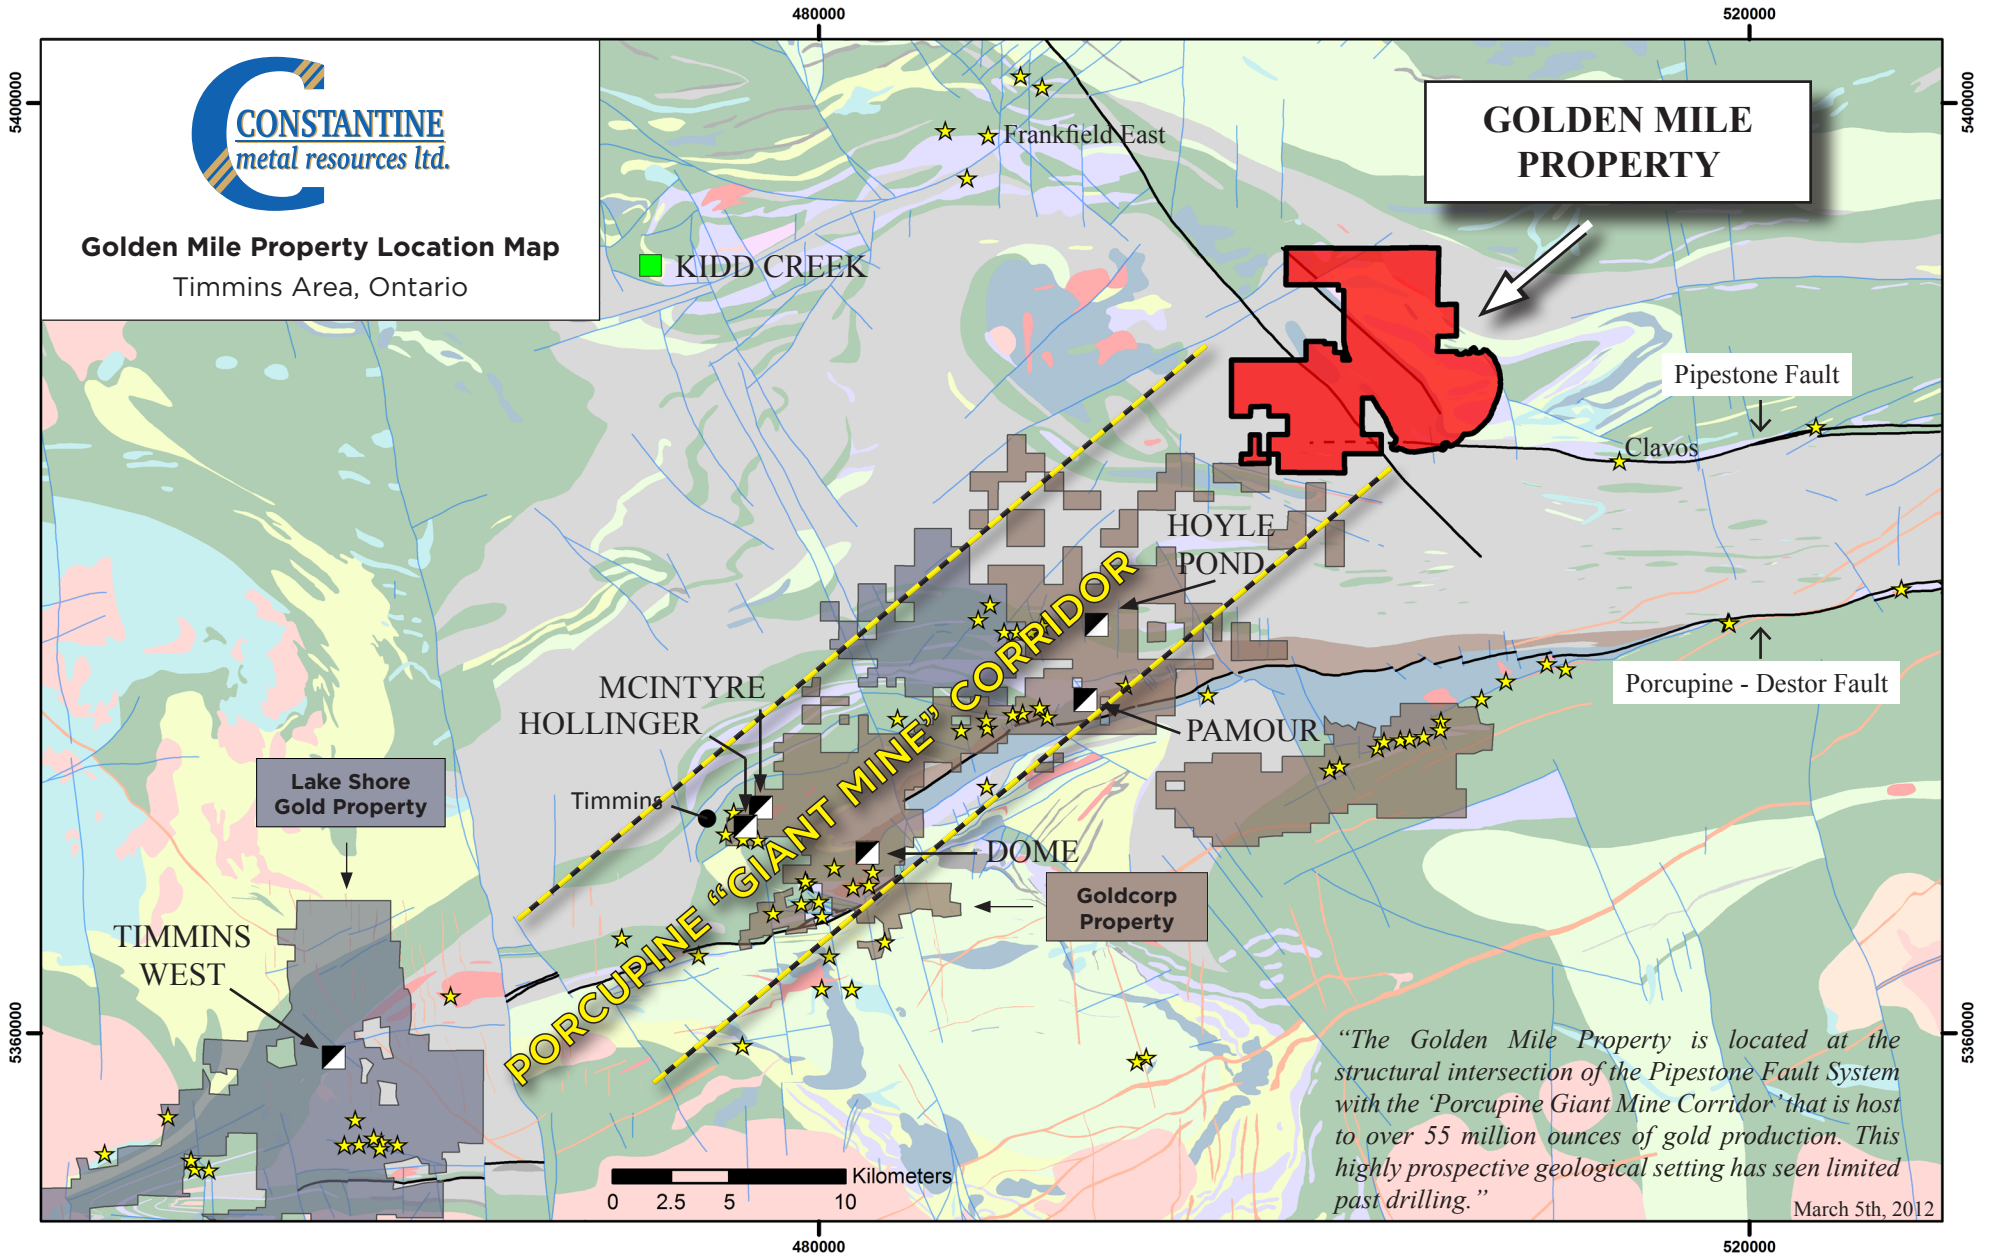 480000
520000
5400000
5400000
CONSTANTINE
metal resources ltd.
Golden Mile Property Location Map
Timmins Area, Ontario
GOLDEN MILE
PROPERTY
Frankfield East
KIDD CREEK
Pipestone Fault
Clavos
HOYLE
POND
PORCUPINE “GIANT MINE” CORRIDOR
MCINTYRE
HOLLINGER
Porcupine - Destor Fault
PAMOUR
Lake Shore
Gold Property
Timmins
DOME
Goldcorp
Property
TIMMINS
WEST
5360000
5360000
“The Golden Mile Property is located at the
structural intersection of the Pipestone Fault System
with the ‘Porcupine Giant Mine Corridor’ that is host
to over 55 million ounces of gold production. This
highly prospective geological setting has seen limited
past drilling.”
March 5th, 2012
Kilometers
0 2.5 5 10
480000
520000